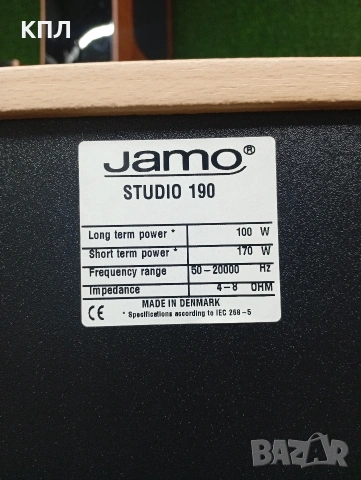 КПЛ
Jamo®
STUDIO 190
Long term power * 100 W
Short term power * 170 W
Frequency range 50-20000 Hz
Impedance 4-8 OHM
MADE IN DENMARK
CE * Specifications according to IEC 268-5
BAZAR